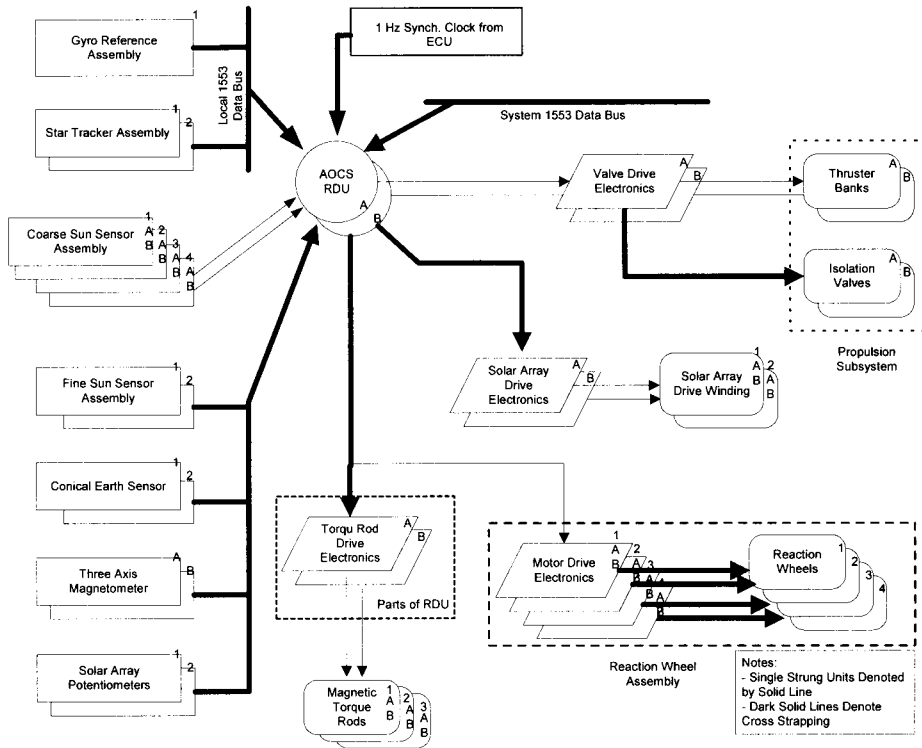 Gyro Reference
Assembly
1
Star Tracker Assembly
1
2
Local 1553
Data Bus
1 Hz Synch. Clock from
ECU
System 1553 Data Bus
AOCS
RDU
A
B
Valve Drive
Electronics
A
B
Thruster
Banks
A
B
Isolation
Valves
A
B
Propulsion
Subsystem
Coarse Sun Sensor
Assembly
1
A 2
B A 3
B A 4
B A
B
Fine Sun Sensor
Assembly
1
2
Solar Array
Drive
Electronics
A
B
Solar Array
Drive Winding
1
A 2
B A
B
Conical Earth Sensor
1
2
Torqu Rod
Drive
Electronics
A
B
Parts of RDU
Motor Drive
Electronics
1
A 2
B A 3
B A 4
B A
B
Reaction
Wheels
1
2
3
4
Three Axis
Magnetometer
A
B
Reaction Wheel
Assembly
Solar Array
Potentiometers
1
2
Magnetic
Torque
Rods
1
A 2
B A 3
B A
B
Notes:
- Single Strung Units Denoted
by Solid Line
- Dark Solid Lines Denote
Cross Strapping